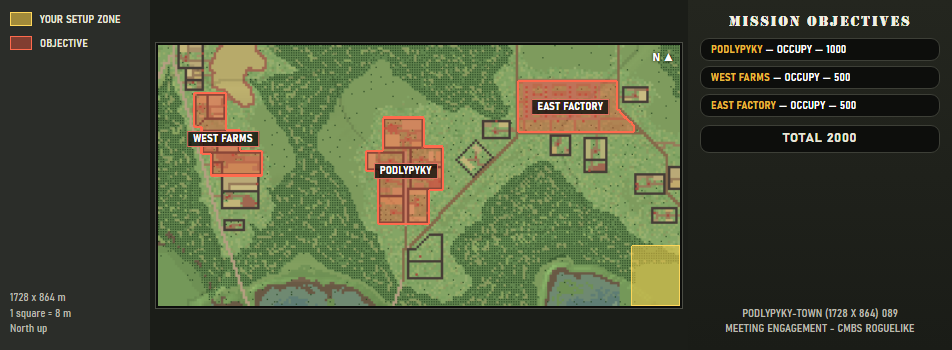 YOUR SETUP ZONE
OBJECTIVE
1728 x 864 m
1 square = 8 m
North up
N ▲
WEST FARMS
PODLYPYKY
EAST FACTORY
MISSION OBJECTIVES
PODLYPYKY — OCCUPY — 1000
WEST FARMS — OCCUPY — 500
EAST FACTORY — OCCUPY — 500
TOTAL 2000
PODLYPYKY-TOWN (1728 X 864) 089
MEETING ENGAGEMENT - CMBS ROGUELIKE